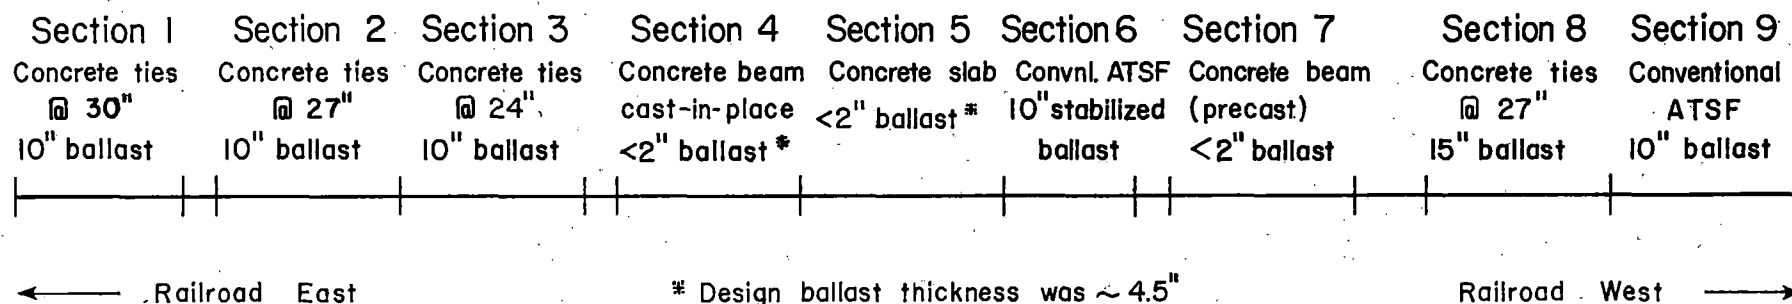 Section 1
Concrete ties
@ 30"
10" ballast
Section 2
Concrete ties
@ 27"
10" ballast
Section 3
Concrete ties
@ 24"
10" ballast
Section 4
Concrete beam
cast-in-place
<2" ballast*
Section 5
Concrete slab
<2" ballast*
Section 6
Convnl. ATSF
10" stabilized
ballast
Section 7
Concrete beam
(precast)
<2" ballast
Section 8
Concrete ties
@ 27"
15" ballast
Section 9
Conventional
ATSF
10" ballast
Railroad East
* Design ballast thickness was ~ 4.5"
Railroad West